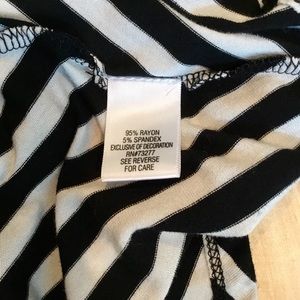 95% RAYON
5% SPANDEX
EXCLUSIVE OF DECORATION
RN#73277
SEE REVERSE
FOR CARE